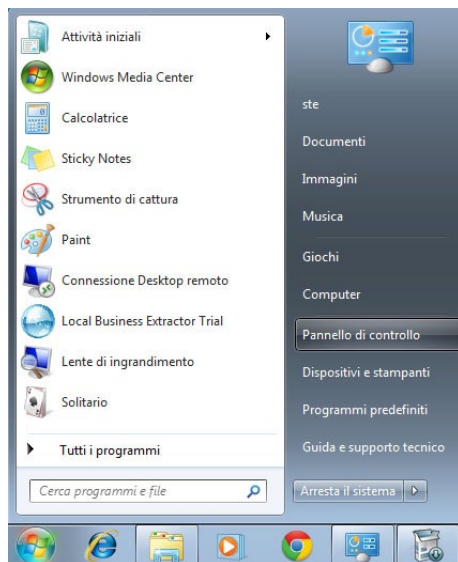 Attività iniziali
Windows Media Center
Calcolatrice
Sticky Notes
Strumento di cattura
Paint
Connessione Desktop remoto
Local Business Extractor Trial
Lente di ingrandimento
Solitario
Tutti i programmi
Cerca programmi e file
ste
Documenti
Immagini
Musica
Giochi
Computer
Pannello di controllo
Dispositivi e stampanti
Programmi predefiniti
Guida e supporto tecnico
Arresta il sistema